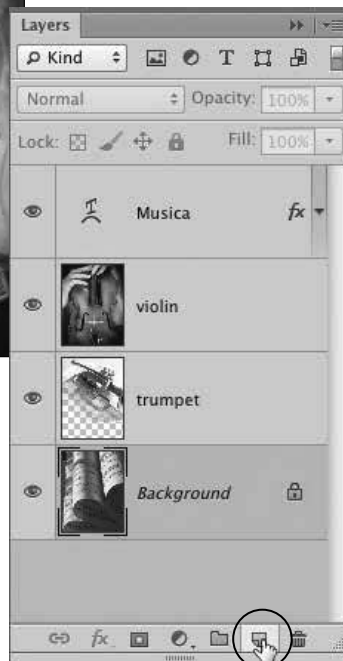 Layers
Kind T
Normal Opacity: 100%
Lock: Fill: 100%
T Musica fx
violin
trumpet
Background
fx